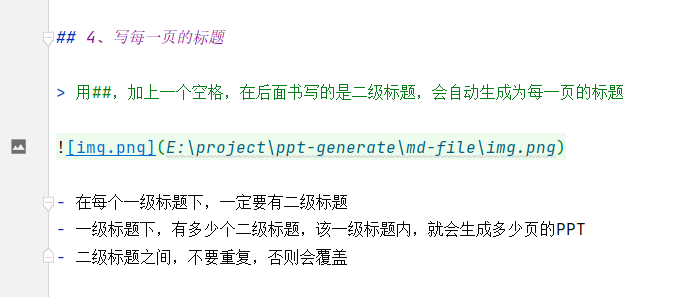 ## 4、写每一页的标题
> 用##，加上一个空格，在后面书写的是二级标题，会自动生成为每一页的标题
![img.png](E:\project\ppt-generate\md-file\img.png)
- 在每个一级标题下，一定要有二级标题
- 一级标题下，有多少个二级标题，该一级标题内，就会生成多少页的PPT
- 二级标题之间，不要重复，否则会覆盖